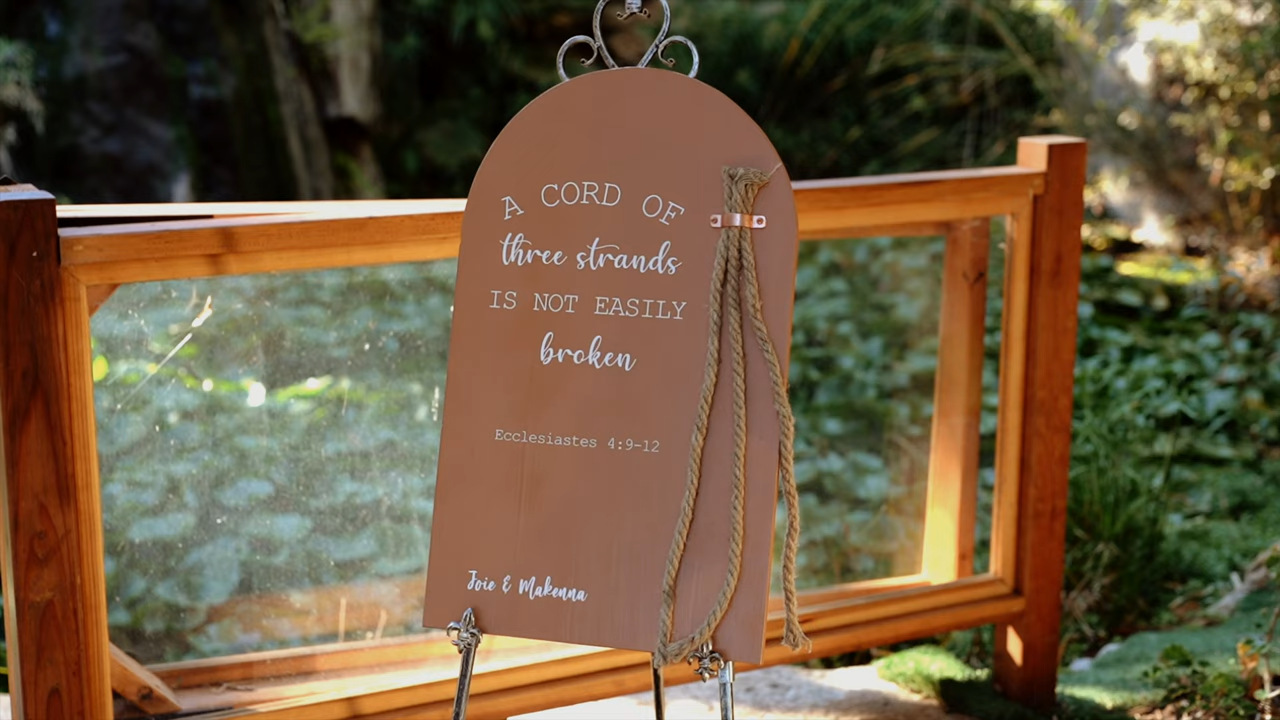 A CORD OF
three strands
IS NOT EASILY
broken
Ecclesiastes 4:9-12
Joie & Makenna